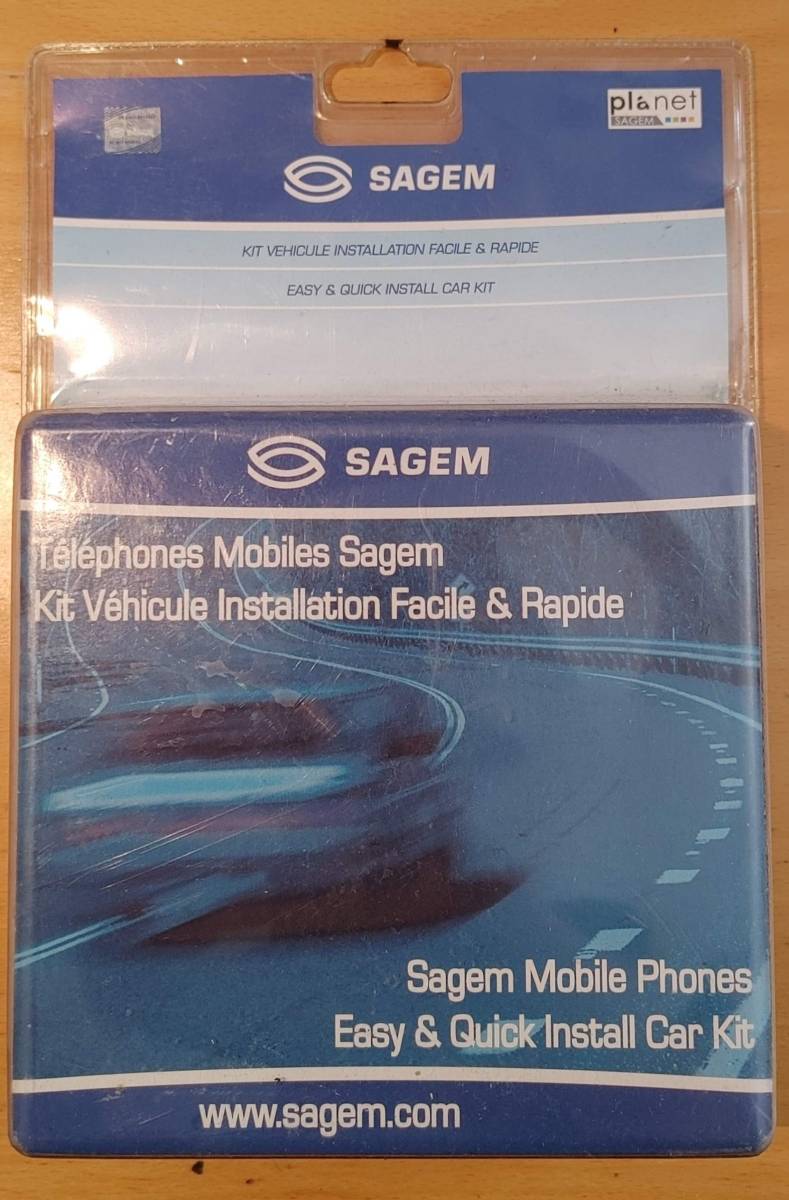 planet
SAGEM
SAGEM
KIT VEHICULE INSTALLATION FACILE & RAPIDE
EASY & QUICK INSTALL CAR KIT
SAGEM
Téléphones Mobiles Sagem
Kit Véhicule Installation Facile & Rapide
Sagem Mobile Phones
Easy & Quick Install Car Kit
www.sagem.com